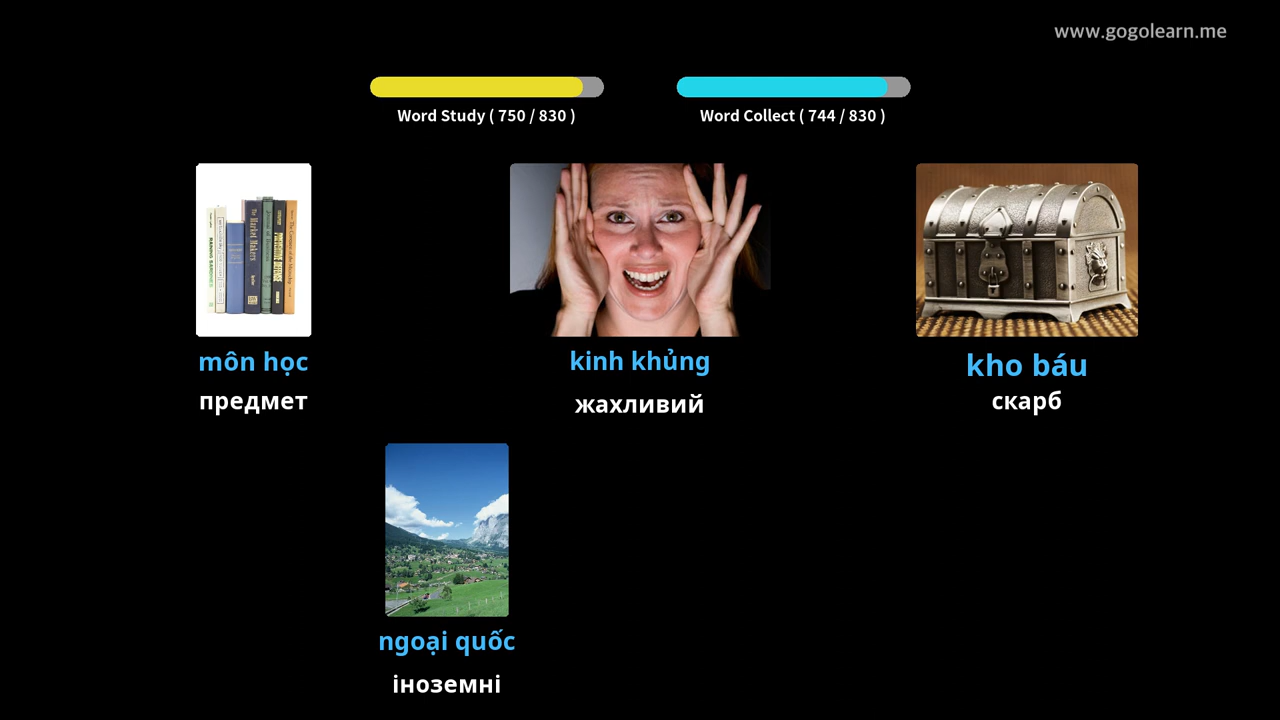 www.gogolearn.me
Word Study ( 750 / 830 )
Word Collect ( 744 / 830 )
môn học
kinh khủng
kho báu
предмет
жахливий
скарб
ngoại quốc
іноземні